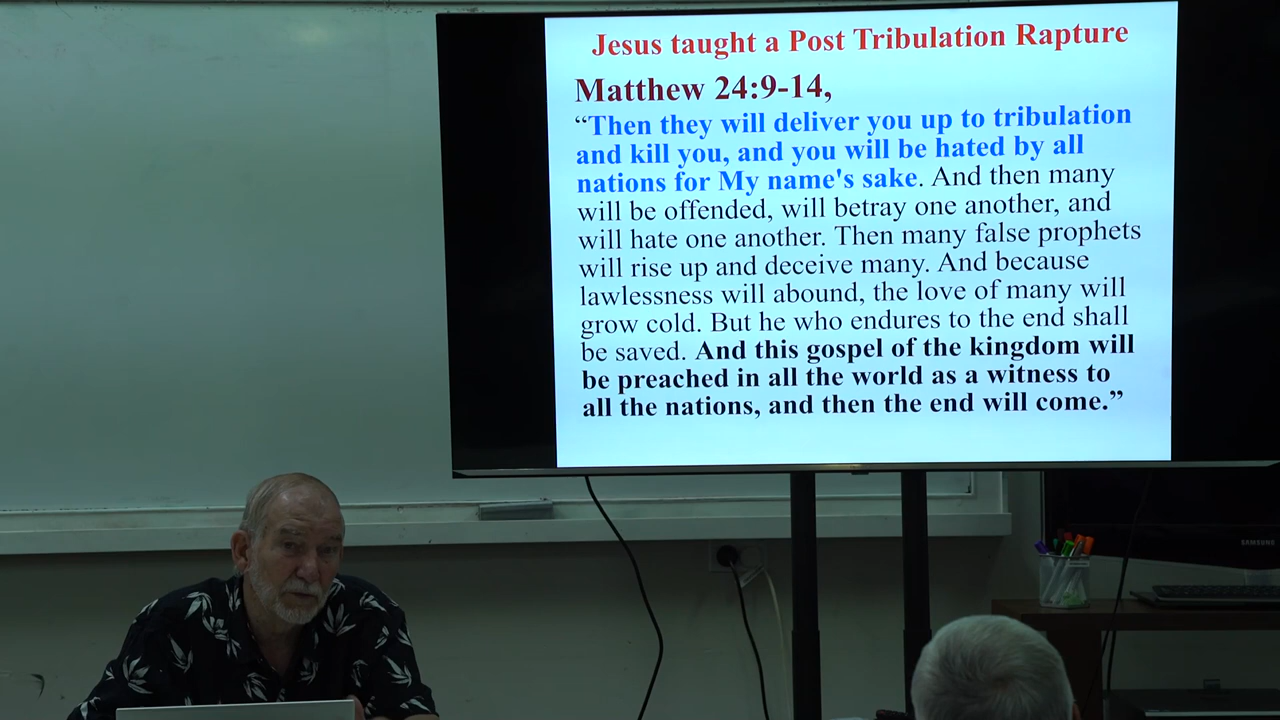 Jesus taught a Post Tribulation Rapture
Matthew 24:9-14,
“Then they will deliver you up to tribulation
and kill you, and you will be hated by all
nations for My name's sake. And then many
will be offended, will betray one another, and
will hate one another. Then many false prophets
will rise up and deceive many. And because
lawlessness will abound, the love of many will
grow cold. But he who endures to the end shall
be saved. And this gospel of the kingdom will
be preached in all the world as a witness to
all the nations, and then the end will come.”
SAMSUNG